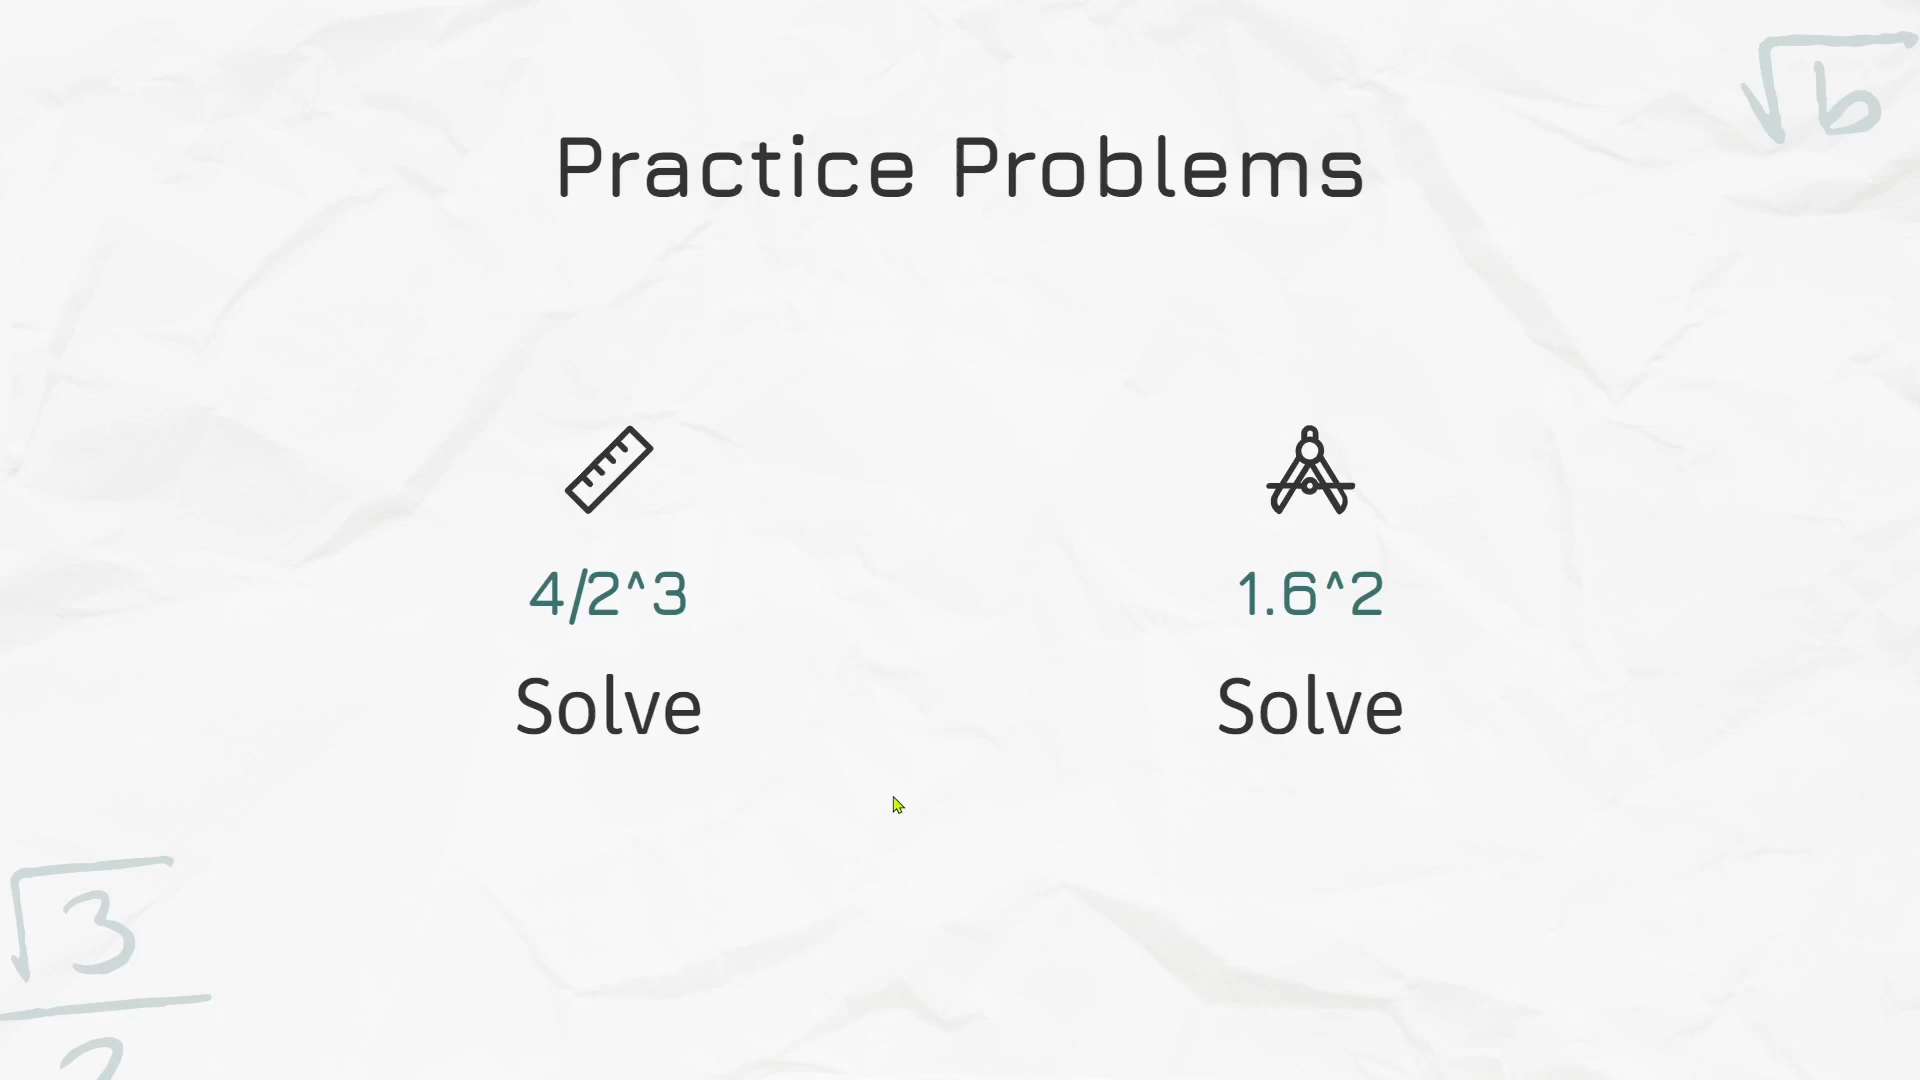 √b
Practice Problems
4/2^3
1.6^2
Solve
Solve
√3